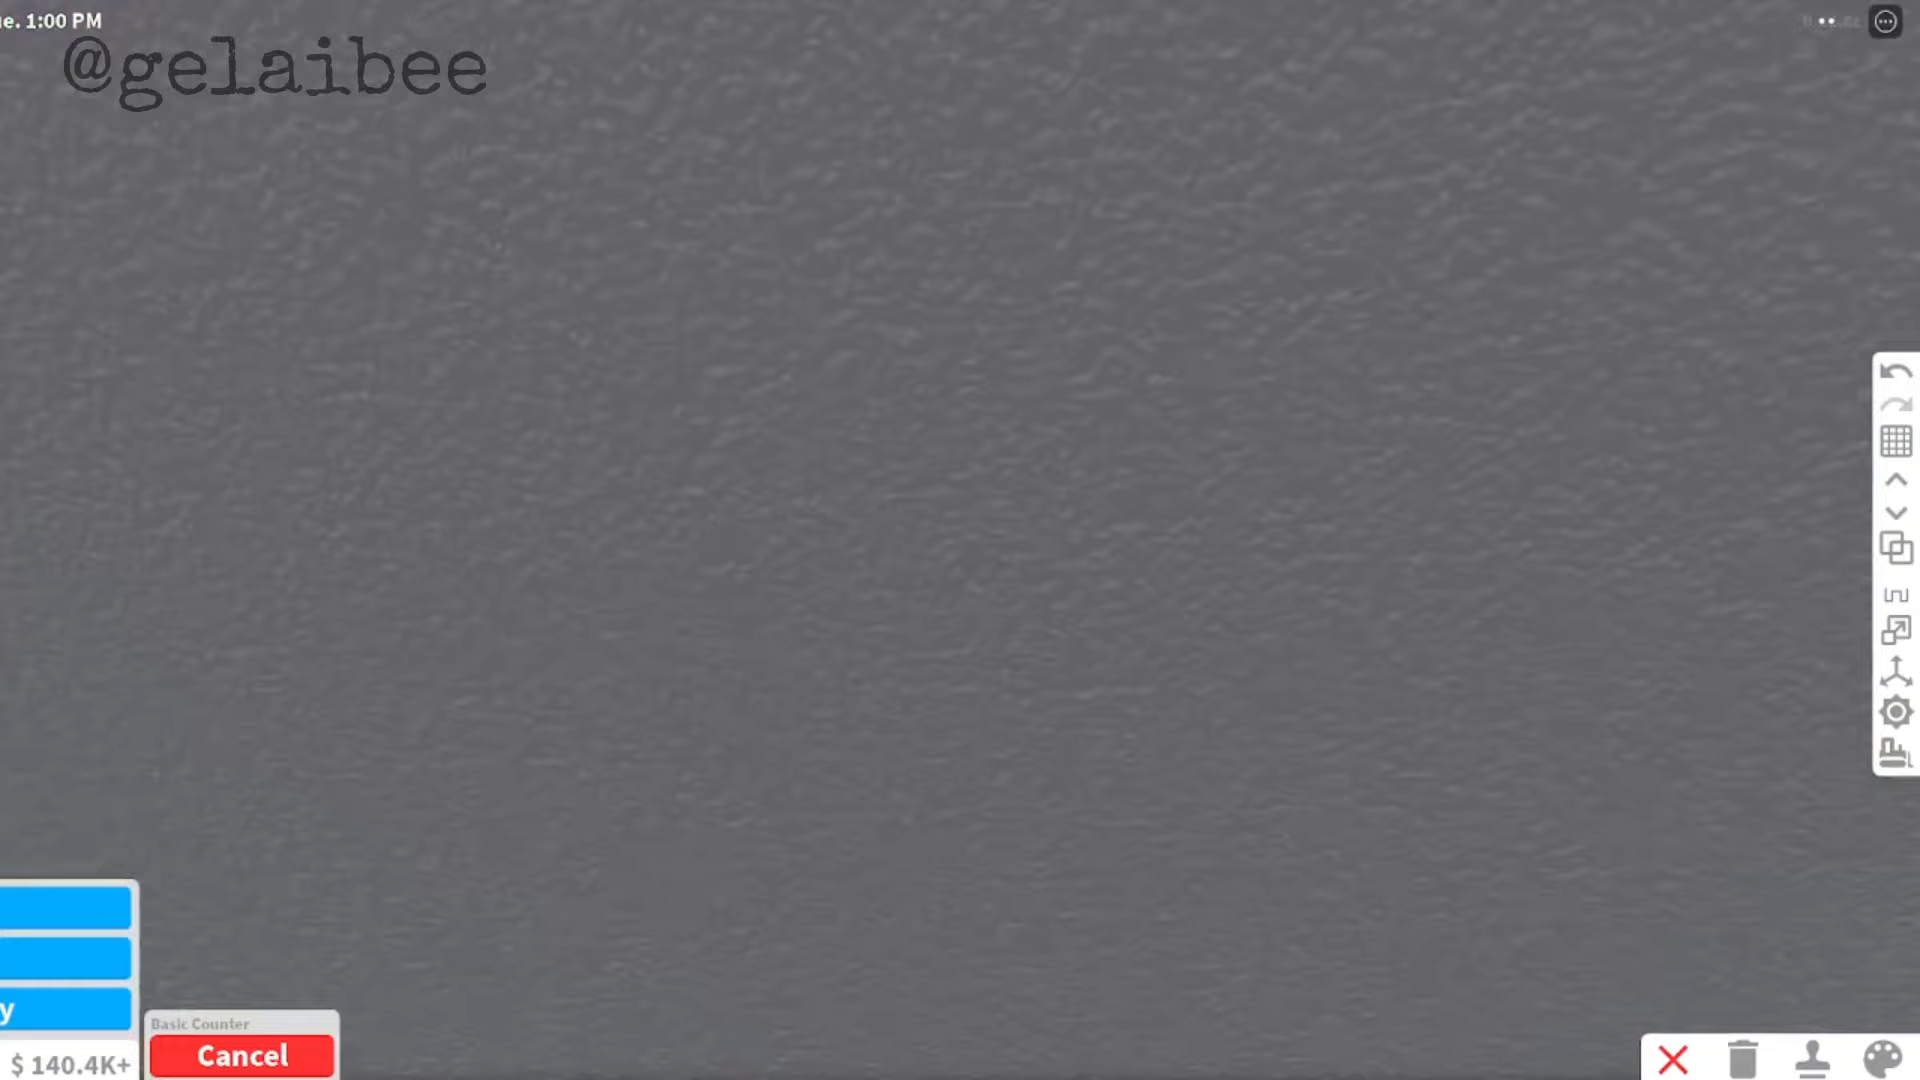 e. 1:00 PM
@gelaibee
y
Basic Counter
Cancel
$ 140.4K+